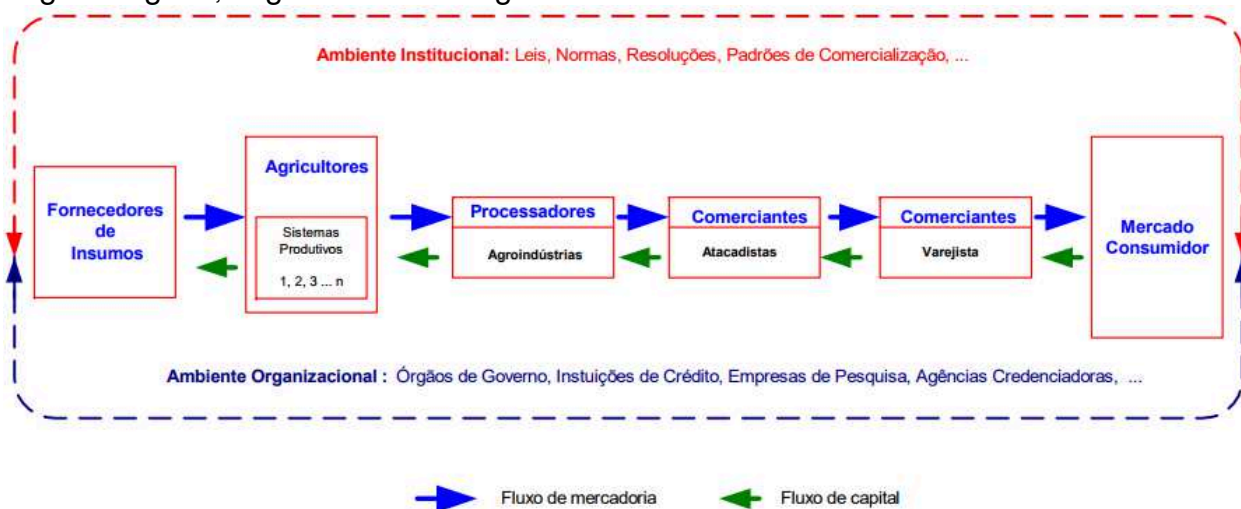 Ambiente Institucional: Leis, Normas, Resoluções, Padrões de Comercialização, ...
Fornecedores
de
Insumos
Agricultores
Sistemas
Produtivos
1, 2, 3 ... n
Processadores
Agroindústrias
Comerciantes
Atacadistas
Comerciantes
Varejista
Mercado
Consumidor
Ambiente Organizacional : Órgãos de Governo, Instuições de Crédito, Empresas de Pesquisa, Agências Credenciadoras, ...
Fluxo de mercadoria
Fluxo de capital